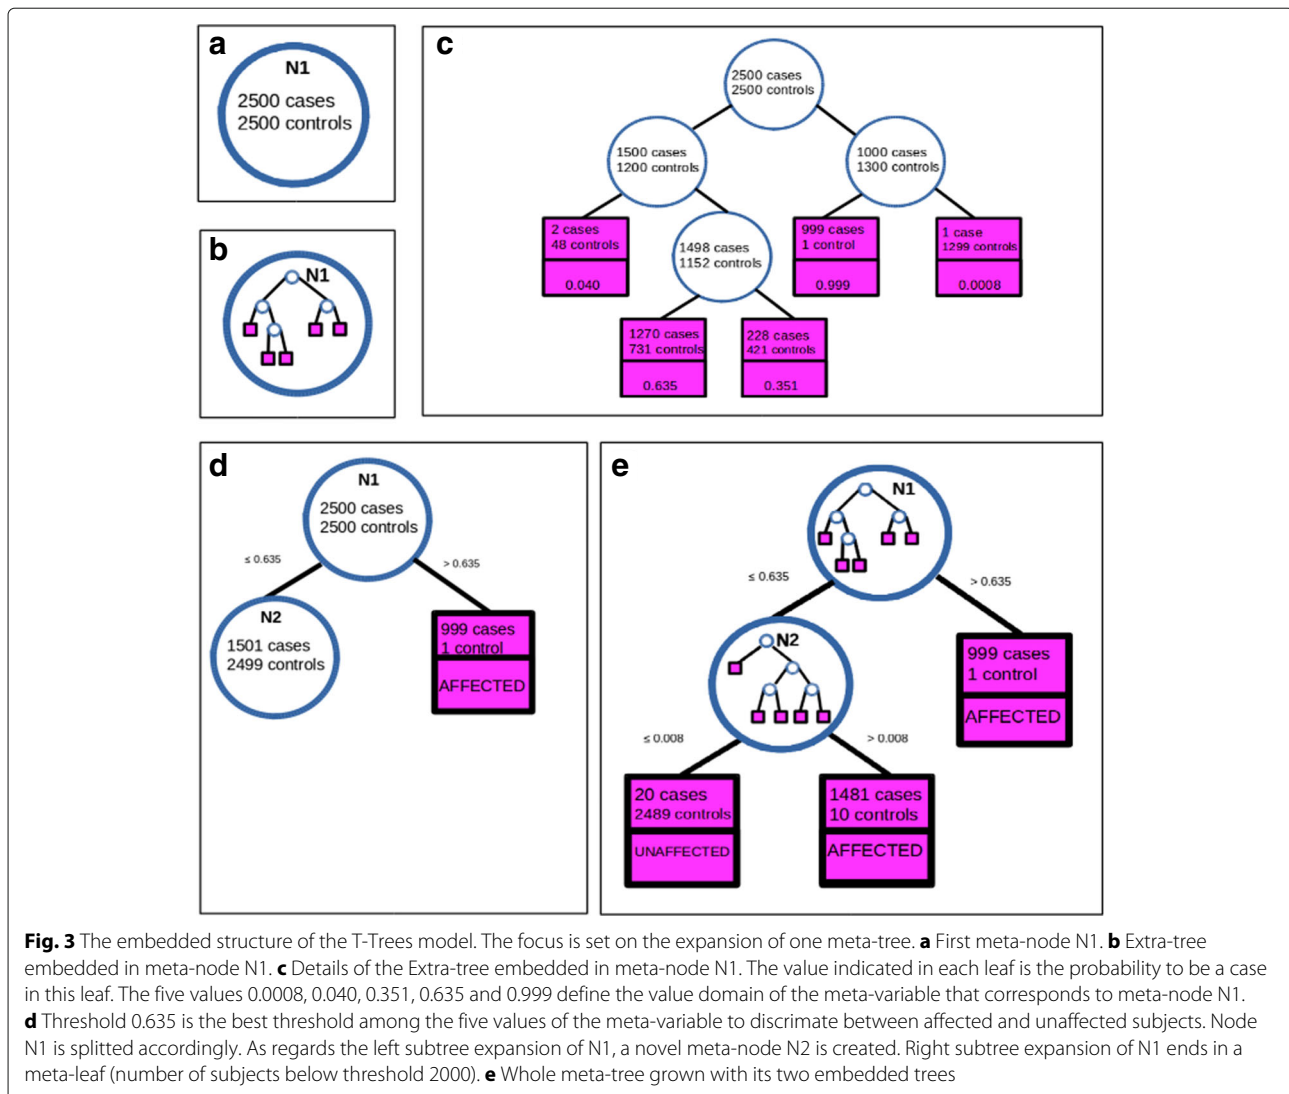 a
N1
2500 cases
2500 controls
b
N1
c
2500 cases
2500 controls
1500 cases
1200 controls
1000 cases
1300 controls
2 cases
48 controls
0.040
1498 cases
1152 controls
999 cases
1 control
0.999
1 case
1299 controls
0.0008
1270 cases
731 controls
0.635
228 cases
421 controls
0.351
d
N1
2500 cases
2500 controls
≤ 0.635
> 0.635
N2
1501 cases
2499 controls
999 cases
1 control
AFFECTED
e
N1
≤ 0.635
> 0.635
N2
999 cases
1 control
AFFECTED
≤ 0.008
> 0.008
20 cases
2489 controls
UNAFFECTED
1481 cases
10 controls
AFFECTED
Fig. 3 The embedded structure of the T-Trees model. The focus is set on the expansion of one meta-tree. a First meta-node N1. b Extra-tree
embedded in meta-node N1. c Details of the Extra-tree embedded in meta-node N1. The value indicated in each leaf is the probability to be a case
in this leaf. The five values 0.0008, 0.040, 0.351, 0.635 and 0.999 define the value domain of the meta-variable that corresponds to meta-node N1.
d Threshold 0.635 is the best threshold among the five values of the meta-variable to discrimate between affected and unaffected subjects. Node
N1 is splitted accordingly. As regards the left subtree expansion of N1, a novel meta-node N2 is created. Right subtree expansion of N1 ends in a
meta-leaf (number of subjects below threshold 2000). e Whole meta-tree grown with its two embedded trees